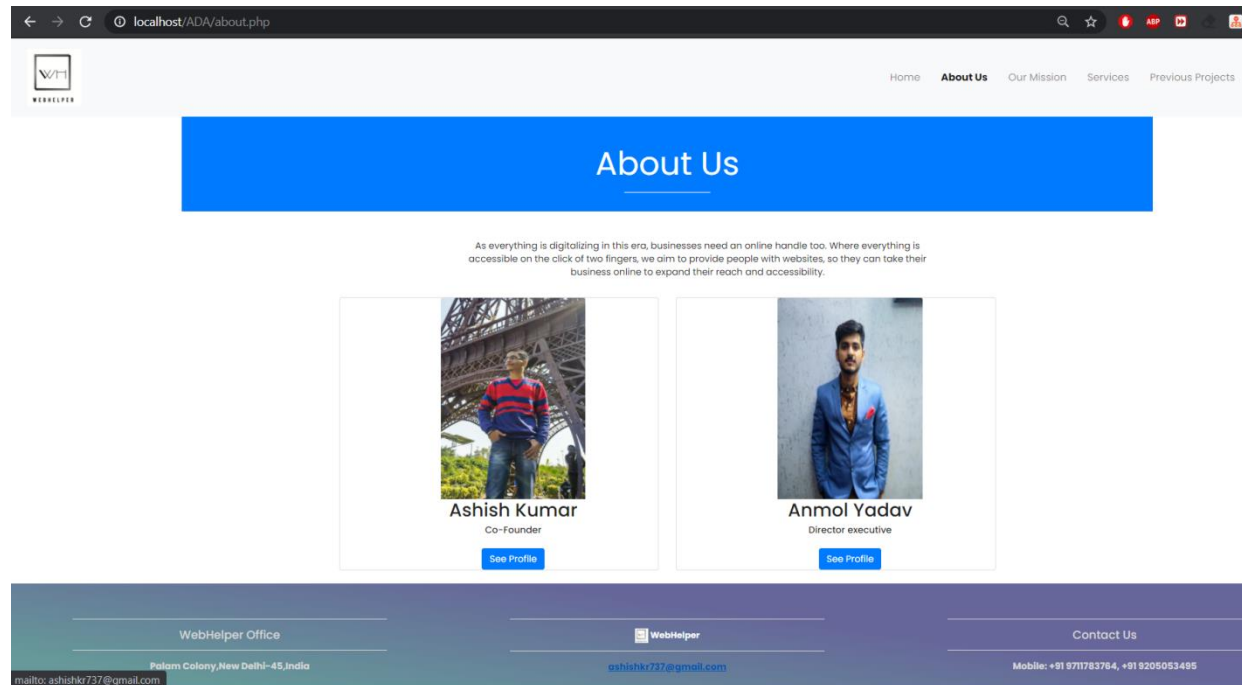 localhost/ADA/about.php
ABP
WH
WEBHELPER
Home About Us Our Mission Services Previous Projects
About Us
As everything is digitalizing in this era, businesses need an online handle too. Where everything is
accessible on the click of two fingers, we aim to provide people with websites, so they can take their
business online to expand their reach and accessibility.
Ashish Kumar
Co-Founder
See Profile
Anmol Yadav
Director executive
See Profile
WebHelper Office
WebHelper
Contact Us
Palam Colony,New Delhi-45,India
ashishkr737@gmail.com
Mobile: +91 9711783764, +91 9205053495
mailto: ashishkr737@gmail.com